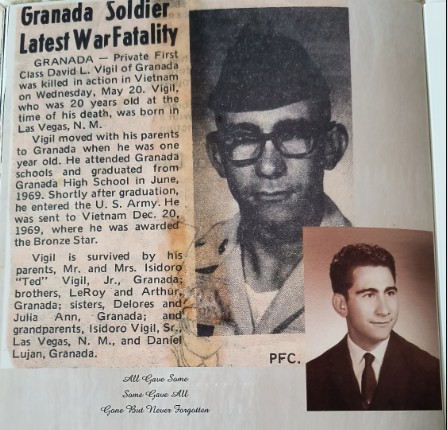 Granada Soldier
Latest War Fatality
GRANADA — Private First
Class David L. Vigil of Granada
was killed in action in Vietnam
on Wednesday, May 20. Vigil,
who was 20 years old at the
time of his death, was born in
Las Vegas, N. M.
Vigil moved with his parents
to Granada when he was one
year old. He attended Granada
schools and graduated from
Granada High School in June,
1969. Shortly after graduation,
he entered the U. S. Army. He
was sent to Vietnam Dec. 20,
1969, where he was awarded
the Bronze Star.
Vigil is survived by his
parents, Mr. and Mrs. Isidoro
"Ted" Vigil, Jr., Granada;
brothers, LeRoy and Arthur,
Granada; sisters, Delores and
Julia Ann, Granada; and
grandparents, Isidoro Vigil, Sr.,
Las Vegas, N. M., and Daniel
Lujan, Granada.
PFC.
All Gave Some
Some Gave All
Gone But Never Forgotten